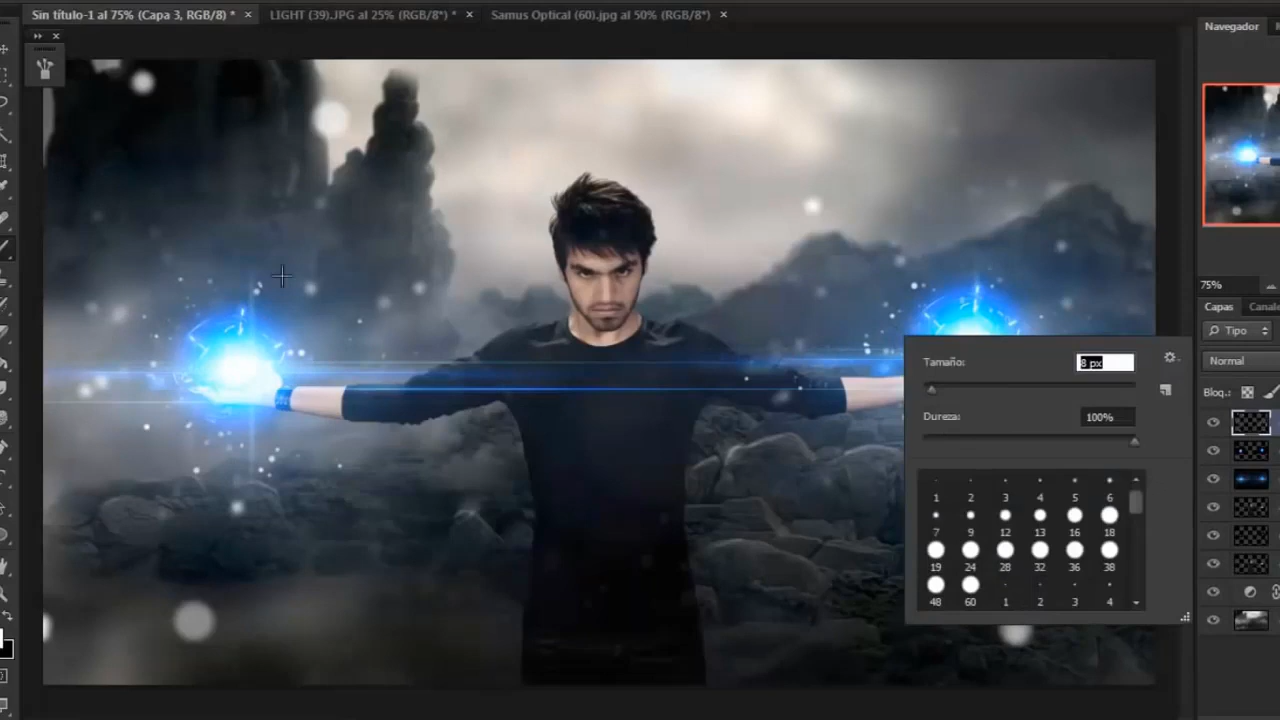 Sin título-1 al 75% (Capa 3, RGB/8) *
LIGHT (39).JPG al 25% (RGB/8*) *
Samus Optical (60).jpg al 50% (RGB/8*)
Navegador
75%
Capas
Canale
Tipo
Normal
Bloq.:
Tamaño:
8 px
Dureza:
100%
1 2 3 4 5 6
7 9 12 13 16 18
19 24 28 32 36 38
48 60 1 2 3 4